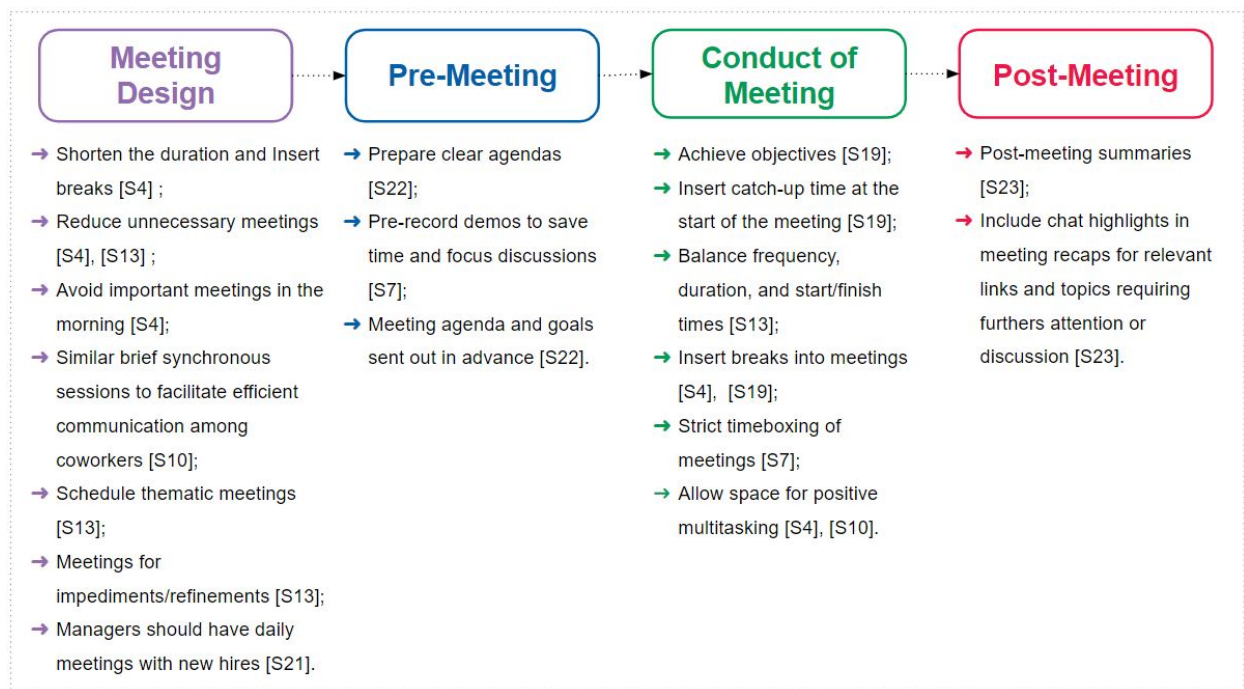 Meeting
Design
Pre-Meeting
Conduct of
Meeting
Post-Meeting
➔ Shorten the duration and Insert
breaks [S4] ;
➔ Reduce unnecessary meetings
[S4], [S13] ;
➔ Avoid important meetings in the
morning [S4];
➔ Similar brief synchronous
sessions to facilitate efficient
communication among
coworkers [S10];
➔ Schedule thematic meetings
[S13];
➔ Meetings for
impediments/refinements [S13];
➔ Managers should have daily
meetings with new hires [S21].
➔ Prepare clear agendas
[S22];
➔ Pre-record demos to save
time and focus discussions
[S7];
➔ Meeting agenda and goals
sent out in advance [S22].
➔ Achieve objectives [S19];
➔ Insert catch-up time at the
start of the meeting [S19];
➔ Balance frequency,
duration, and start/finish
times [S13];
➔ Insert breaks into meetings
[S4], [S19];
➔ Strict timeboxing of
meetings [S7];
➔ Allow space for positive
multitasking [S4], [S10].
➔ Post-meeting summaries
[S23];
➔ Include chat highlights in
meeting recaps for relevant
links and topics requiring
furthers attention or
discussion [S23].